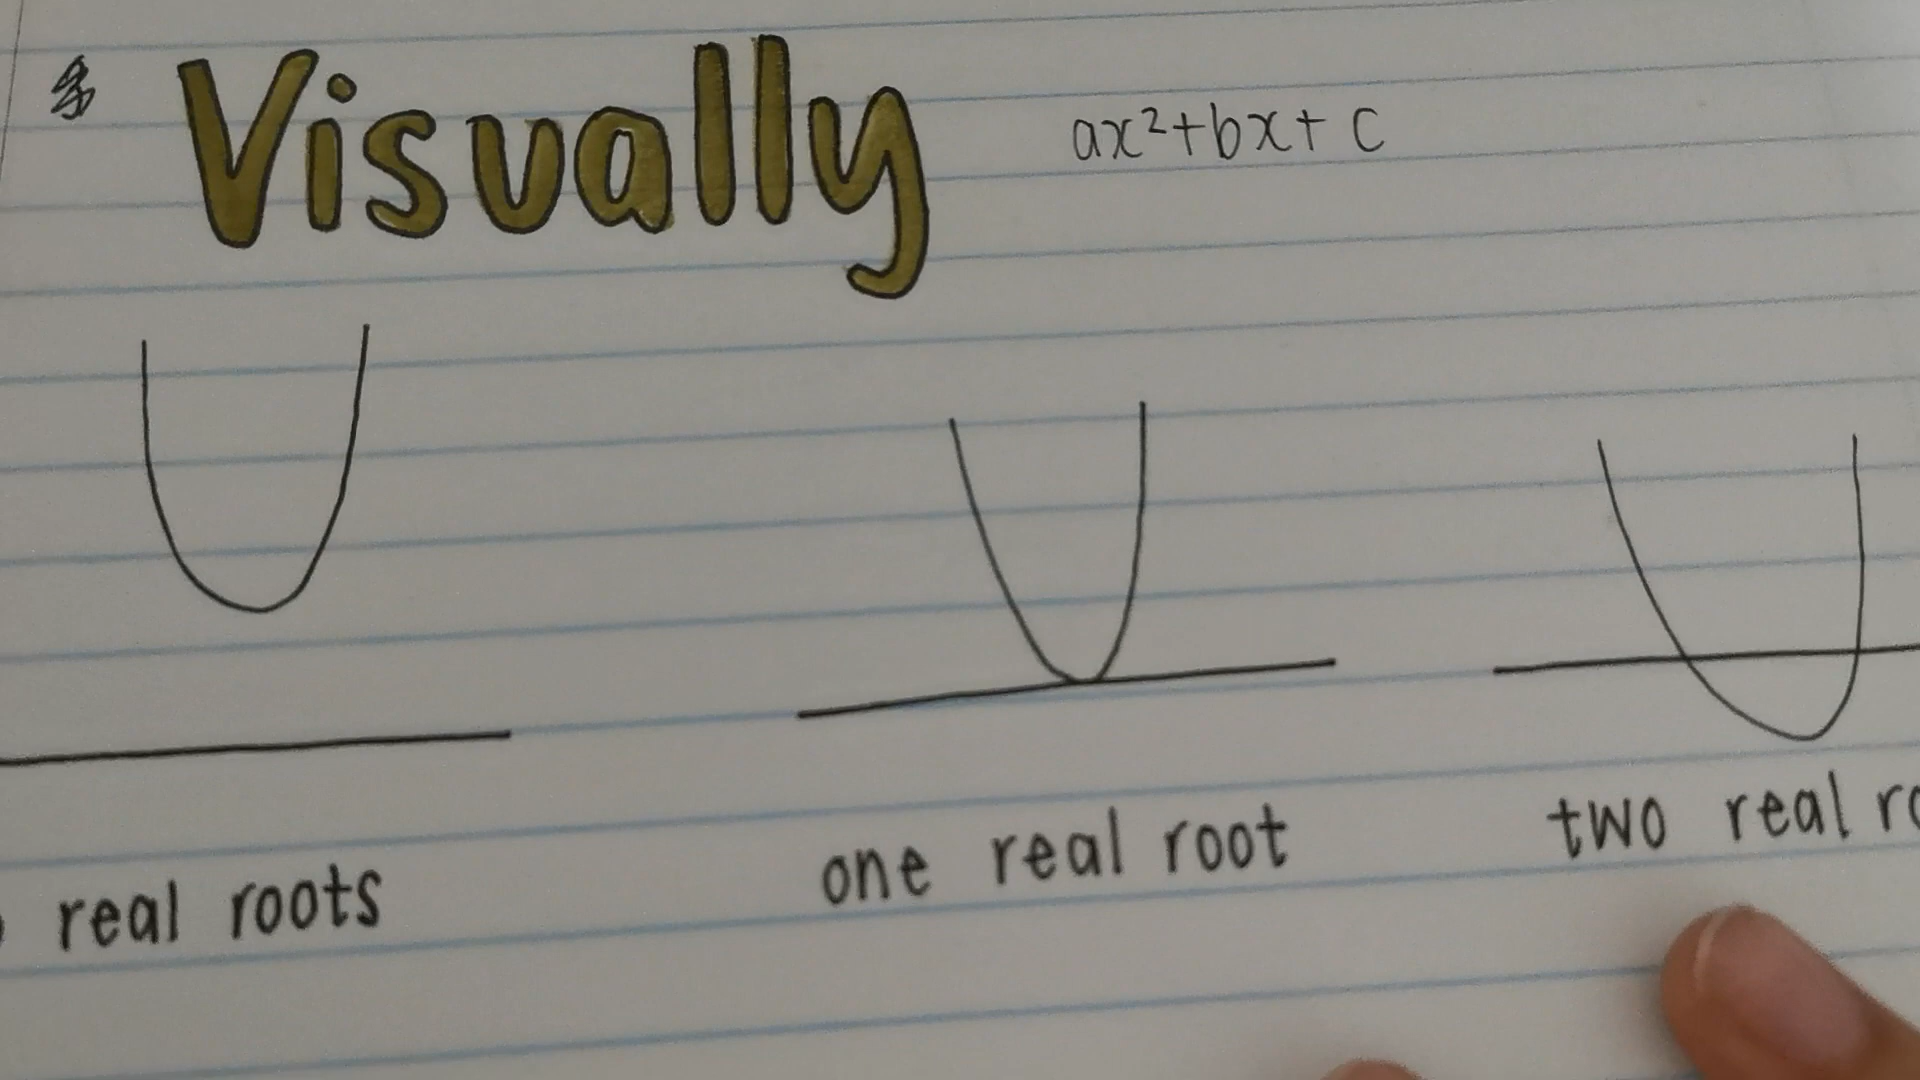 Visually
ax²+bx+c
real roots
one real root
two real